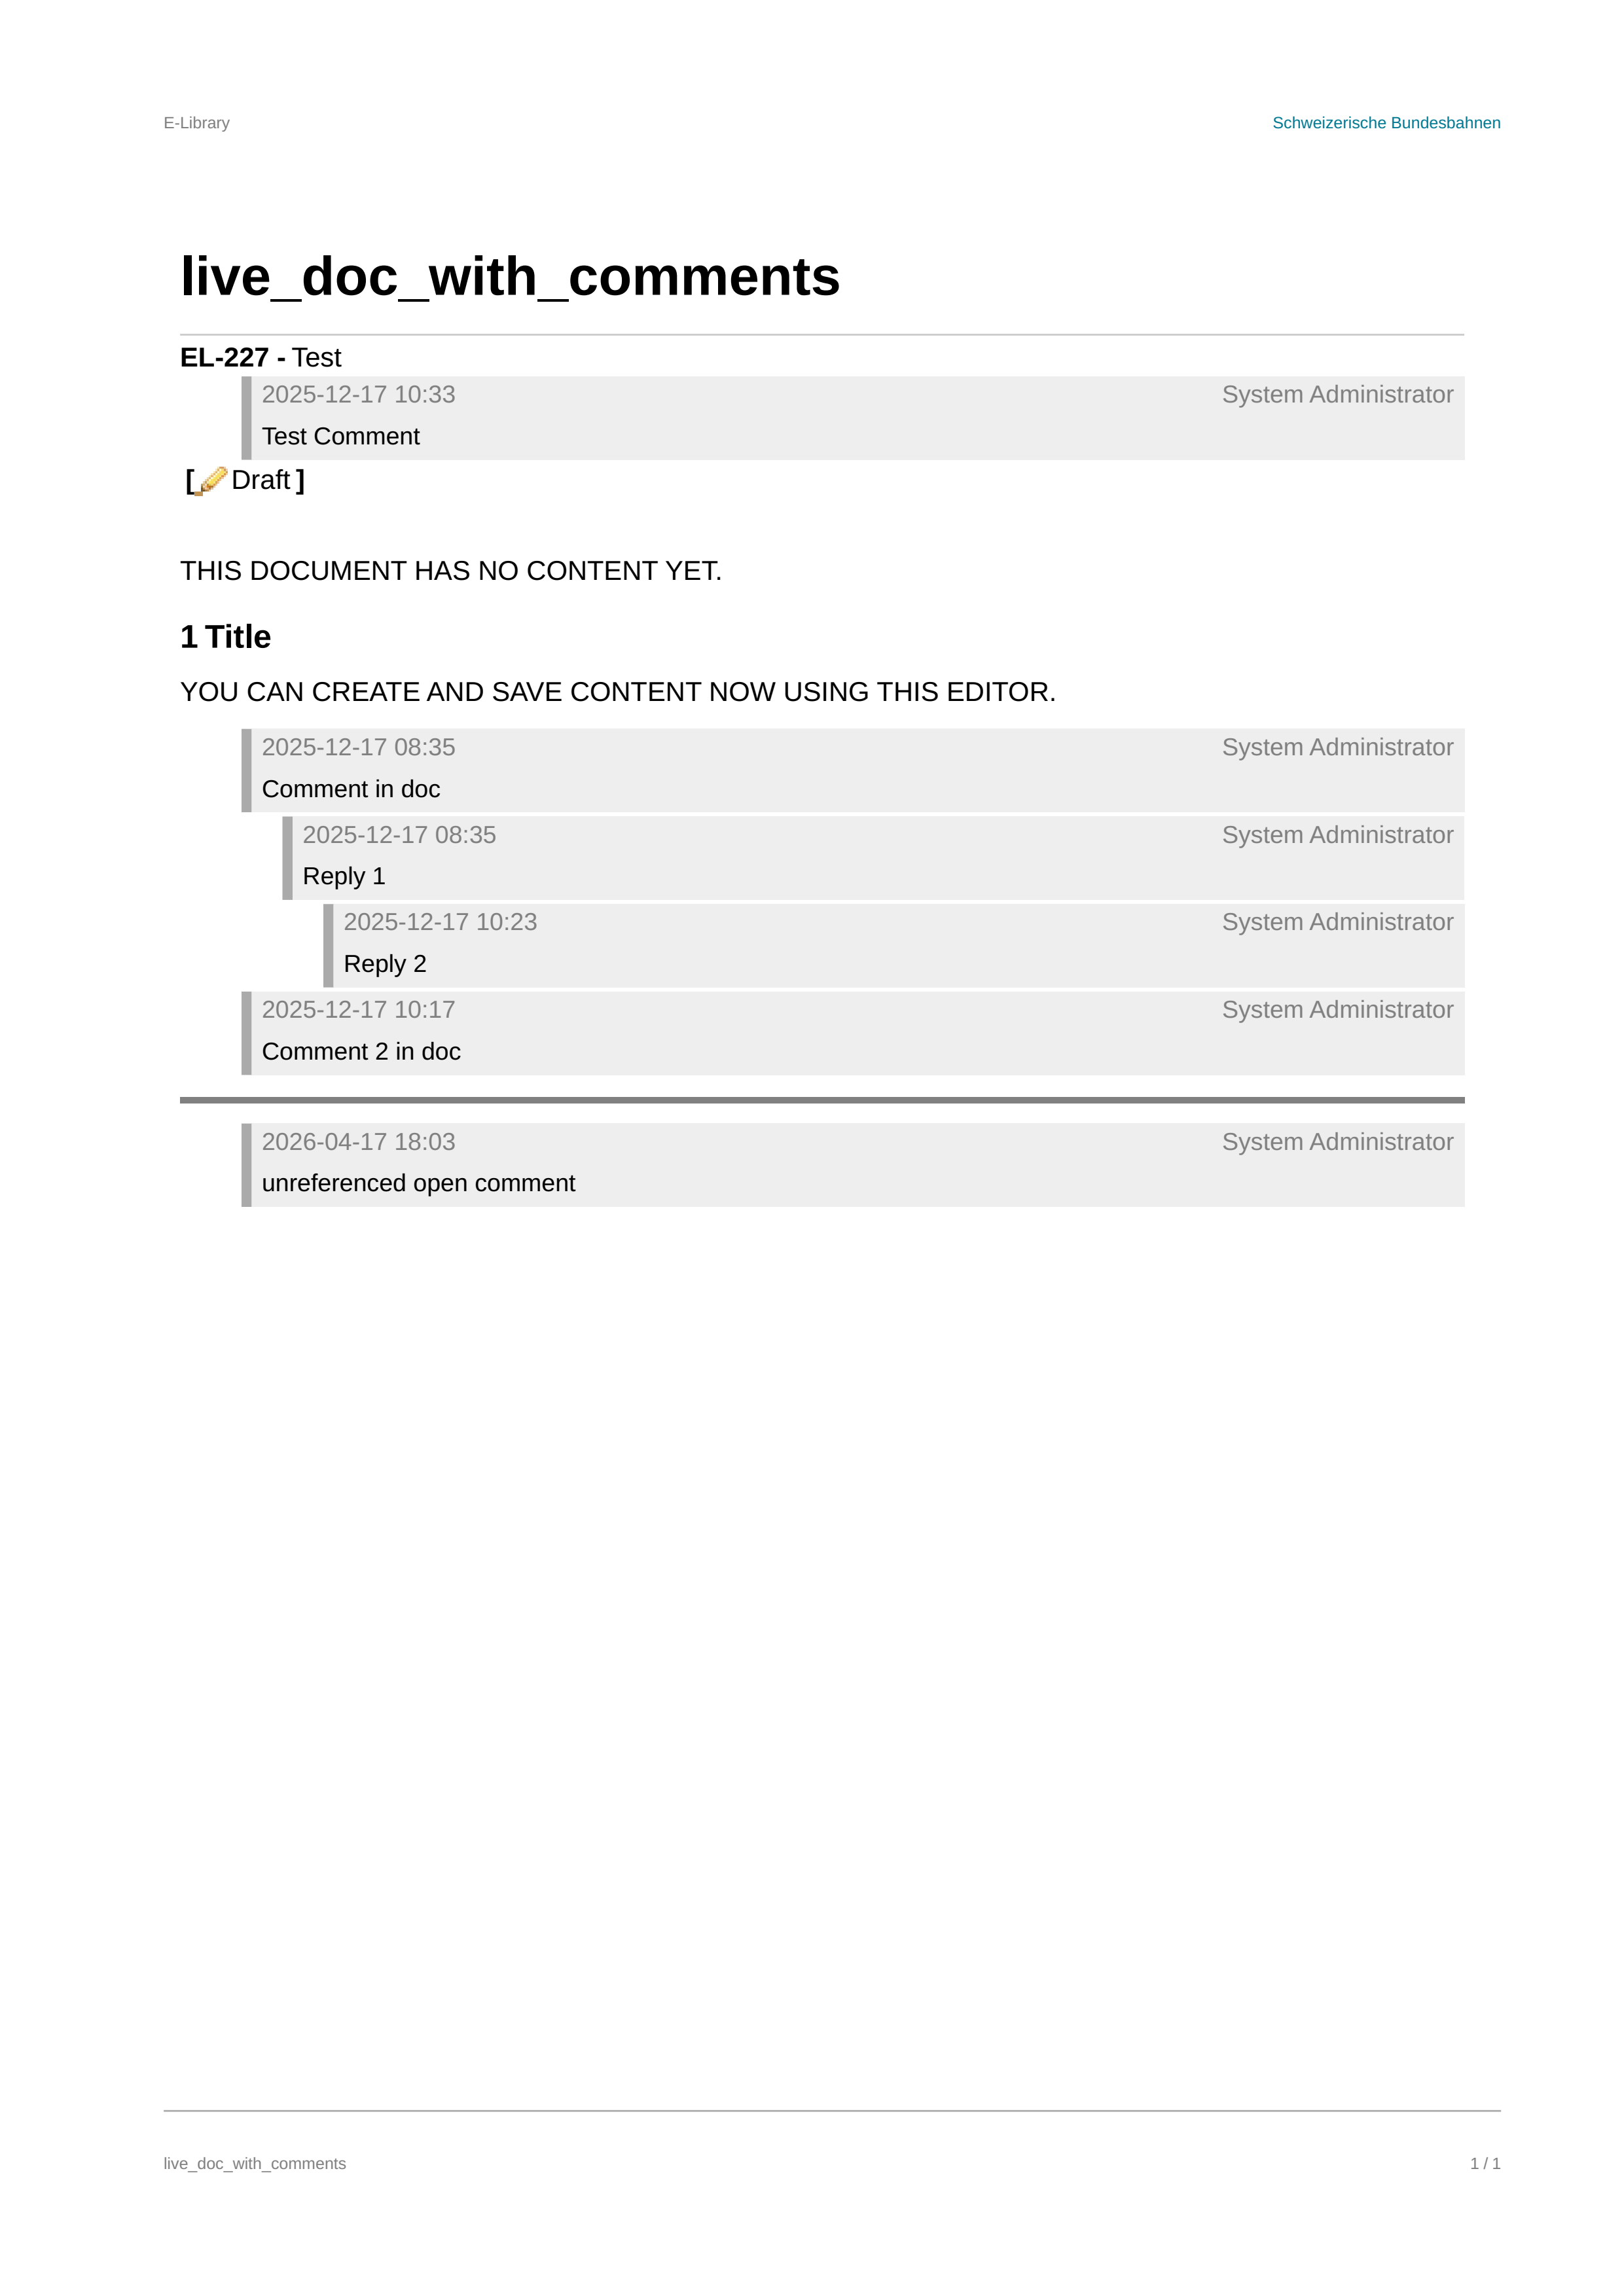 E-Library Schweizerische Bundesbahnen
live_doc_with_comments
EL-227 - Test
2025-12-17 10:33 System Administrator
Test Comment
[ Draft ]
THIS DOCUMENT HAS NO CONTENT YET.
1 Title
YOU CAN CREATE AND SAVE CONTENT NOW USING THIS EDITOR.
2025-12-17 08:35 System Administrator
Comment in doc
2025-12-17 08:35 System Administrator
Reply 1
2025-12-17 10:23 System Administrator
Reply 2
2025-12-17 10:17 System Administrator
Comment 2 in doc
2026-04-17 18:03 System Administrator
unreferenced open comment
live_doc_with_comments 1 / 1